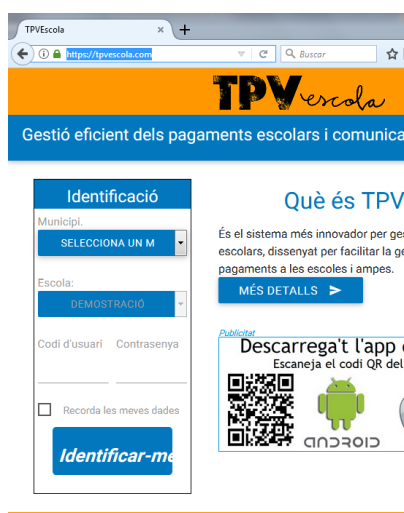 TPVEscola
https://tpvescola.com
Buscar
TPVescola
Gestió eficient dels pagaments escolars i comunica
Identificació
Municipi.
SELECCIONA UN M
Escola:
DEMOSTRACIÓ
Codi d'usuari Contrasenya
Recorda les meves dades
Identificar-me
Què és TPV
És el sistema més innovador per ges
escolars, dissenyat per facilitar la ge
pagaments a les escoles i ampes.
MÉS DETALLS
Publicitat
Descarrega't l'app
Escaneja el codi QR del
ANDROID